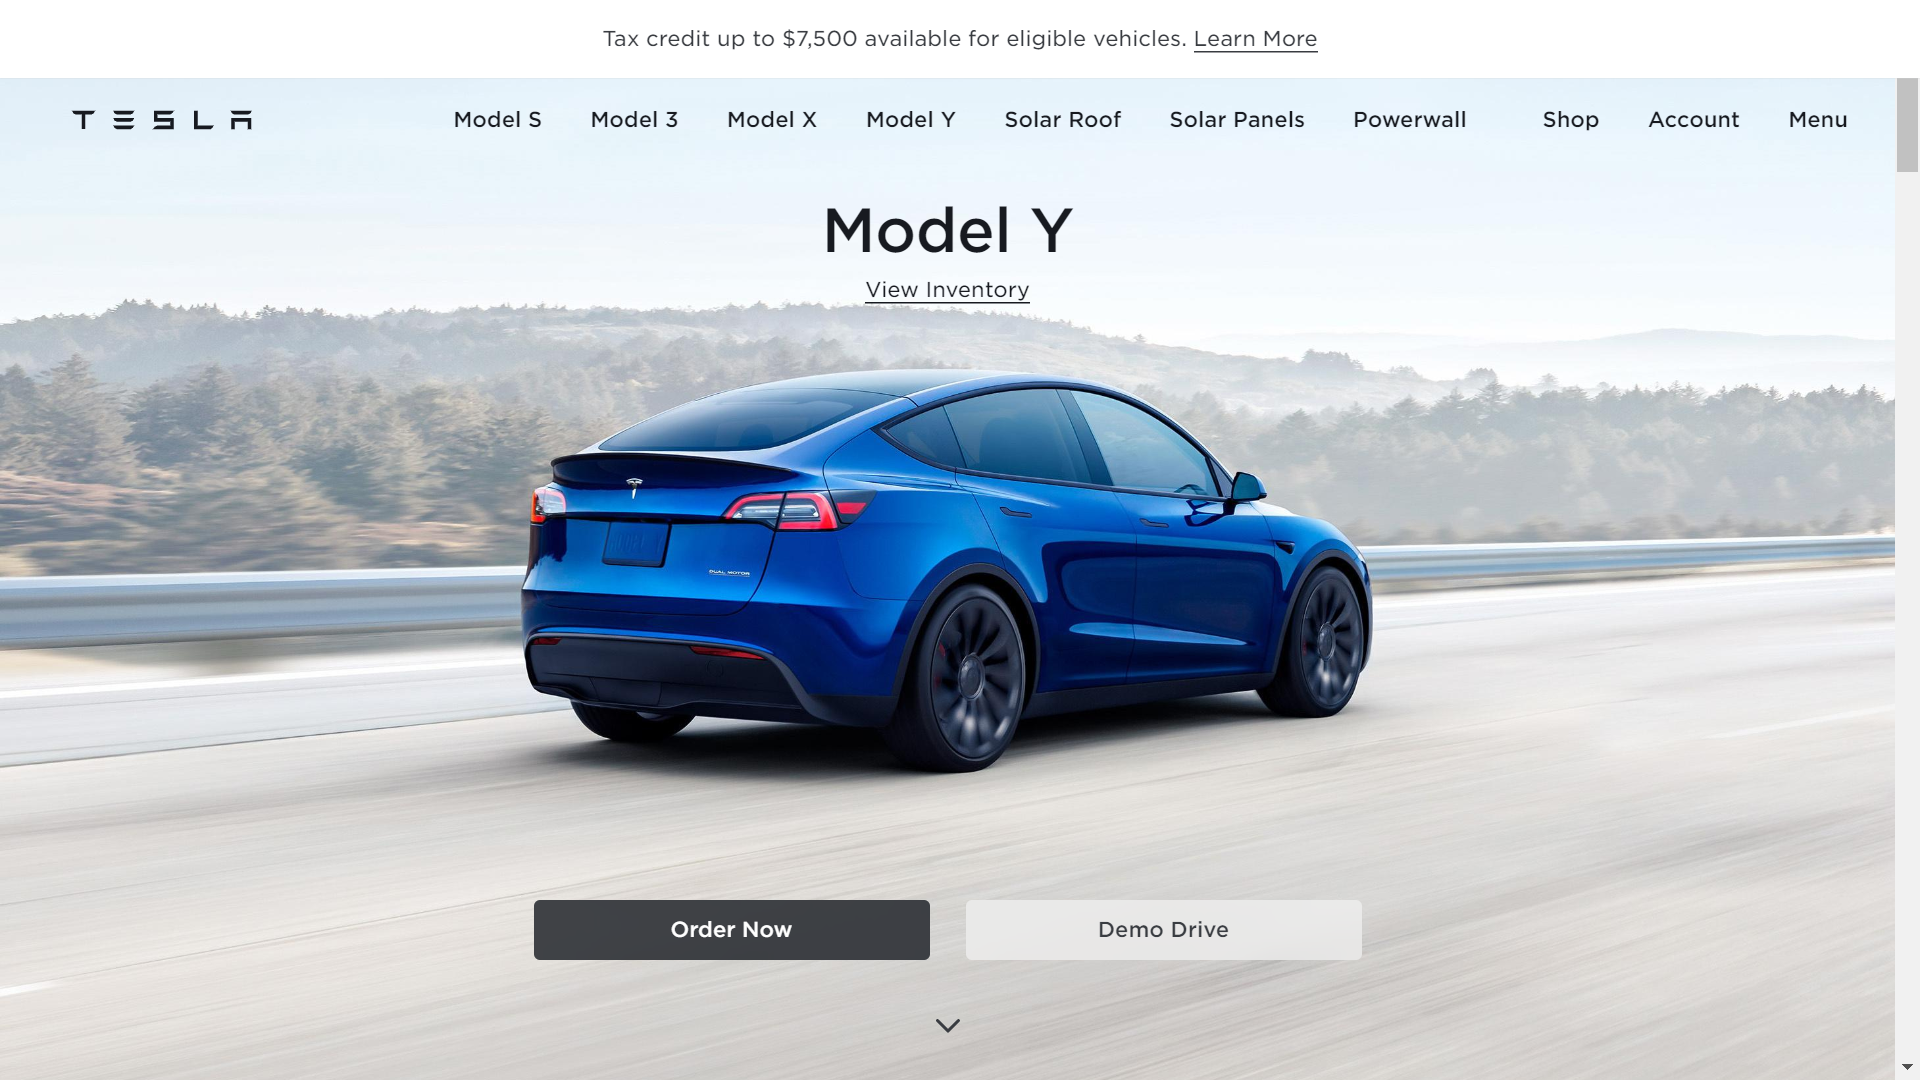 Tax credit up to $7,500 available for eligible vehicles. Learn More
TESLA Model S Model 3 Model X Model Y Solar Roof Solar Panels Powerwall Shop Account Menu
Model Y
View Inventory
DUAL MOTOR
Order Now Demo Drive